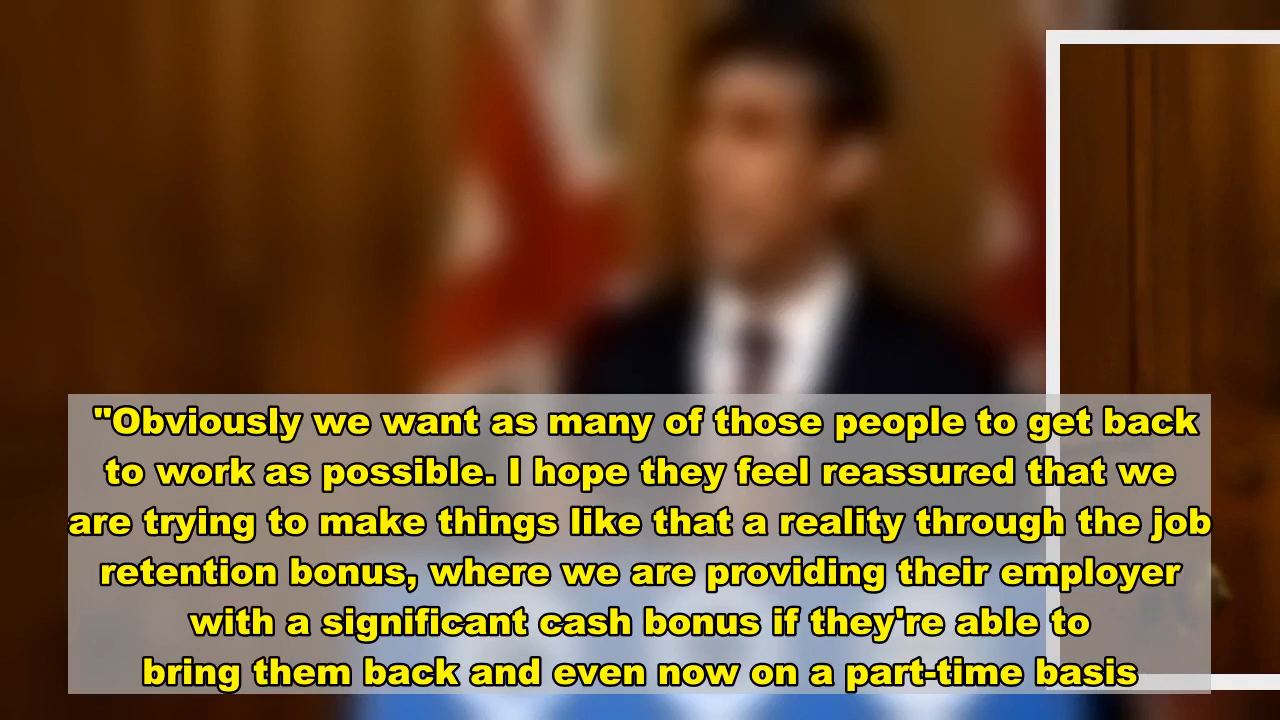 "Obviously we want as many of those people to get back
to work as possible. I hope they feel reassured that we
are trying to make things like that a reality through the job
retention bonus, where we are providing their employer
with a significant cash bonus if they're able to
bring them back and even now on a part-time basis